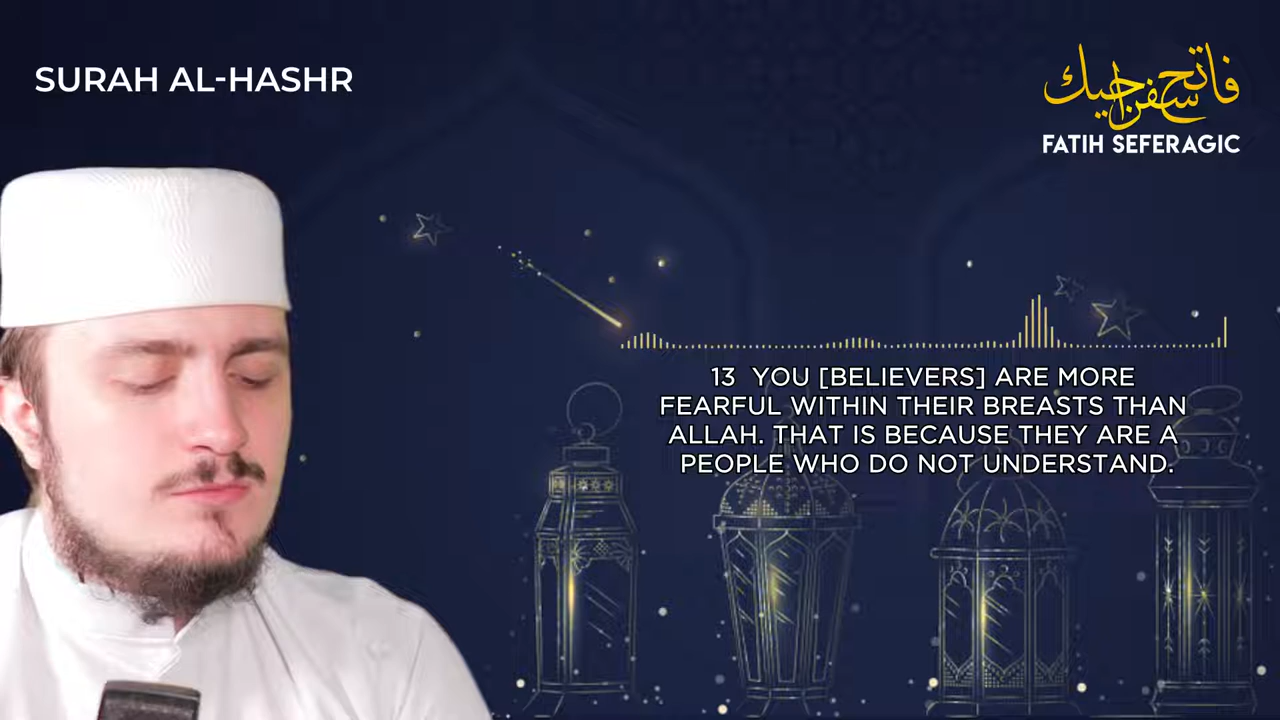 SURAH AL-HASHR
فاتح سفراجيك
FATIH SEFERAGIC
13 YOU [BELIEVERS] ARE MORE
FEARFUL WITHIN THEIR BREASTS THAN
ALLAH. THAT IS BECAUSE THEY ARE A
PEOPLE WHO DO NOT UNDERSTAND.